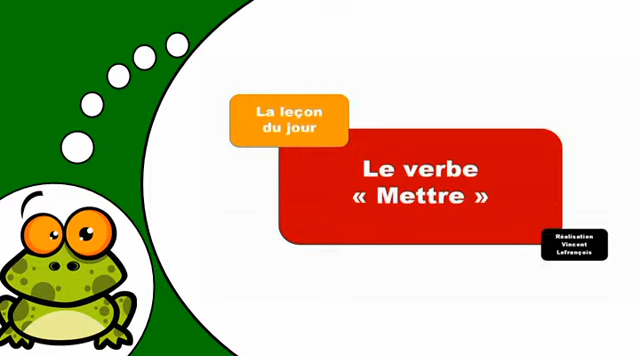 La leçon
du jour
Le verbe
« Mettre »
Réalisation
Vincent
Lefrançois